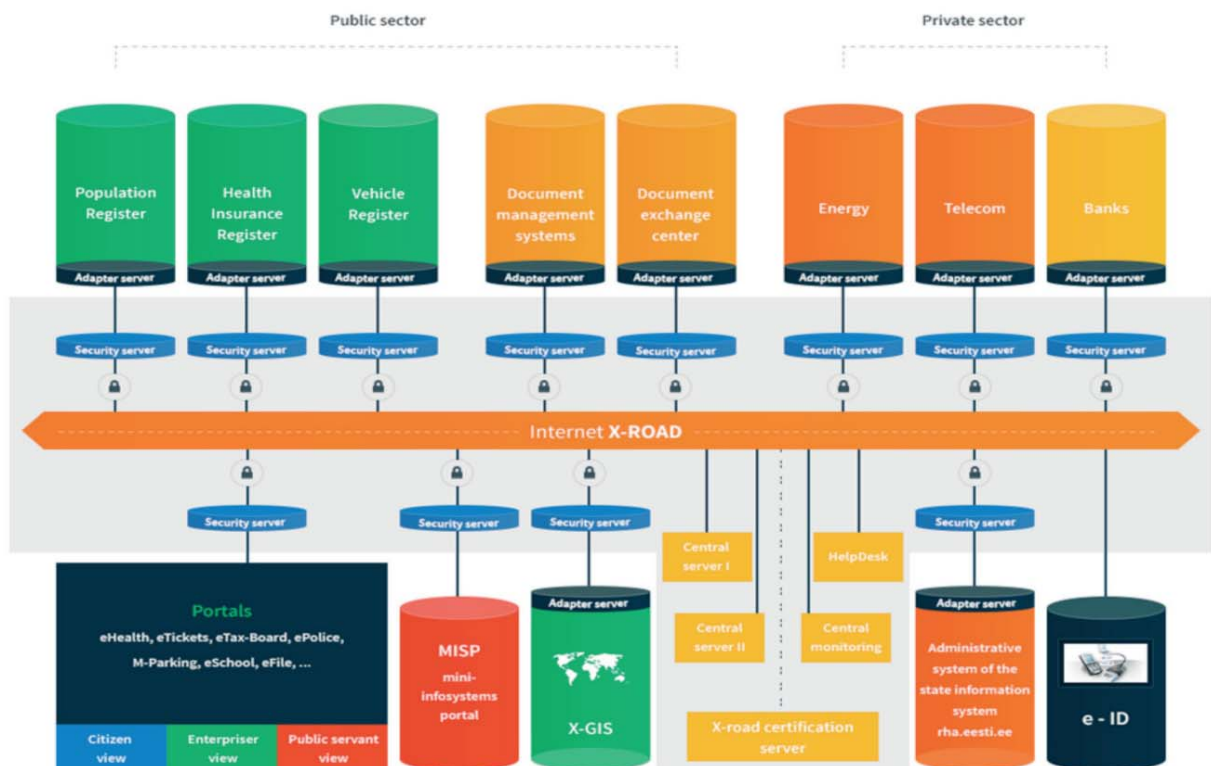 Public sector
Private sector
Population
Register
Health
Insurance
Register
Vehicle
Register
Document
management
systems
Document
exchange
center
Energy
Telecom
Banks
Adapter server
Adapter server
Adapter server
Adapter server
Adapter server
Adapter server
Adapter server
Adapter server
Security server
Security server
Security server
Security server
Security server
Security server
Security server
Security server
Internet X-ROAD
Security server
Security server
Security server
Security server
Portals
eHealth, eTickets, eTax-Board, ePolice,
M-Parking, eSchool, eFile, ...
Citizen
view
Enterpriser
view
Public servant
view
MISP
mini-
infosystems
portal
Adapter server
X-GIS
Central
server I
Central
server II
HelpDesk
Central
monitoring
X-road certification
server
Adapter server
Administrative
system of the
state information
system
rha.eesti.ee
e - ID